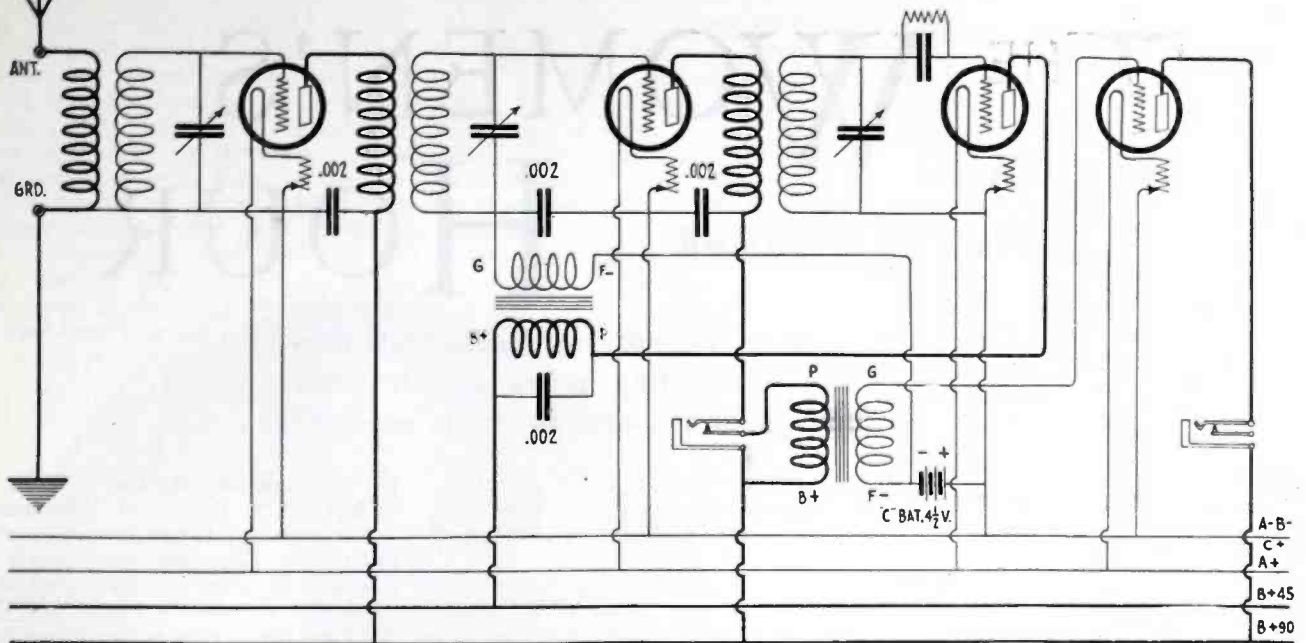 ANT.
GRD.
.002
.002
.002
G F-
B+ P
.002
P G
B+ F-
- +
"C" BAT. 4½ V.
A-B-
C+
A+
B+45
B+90